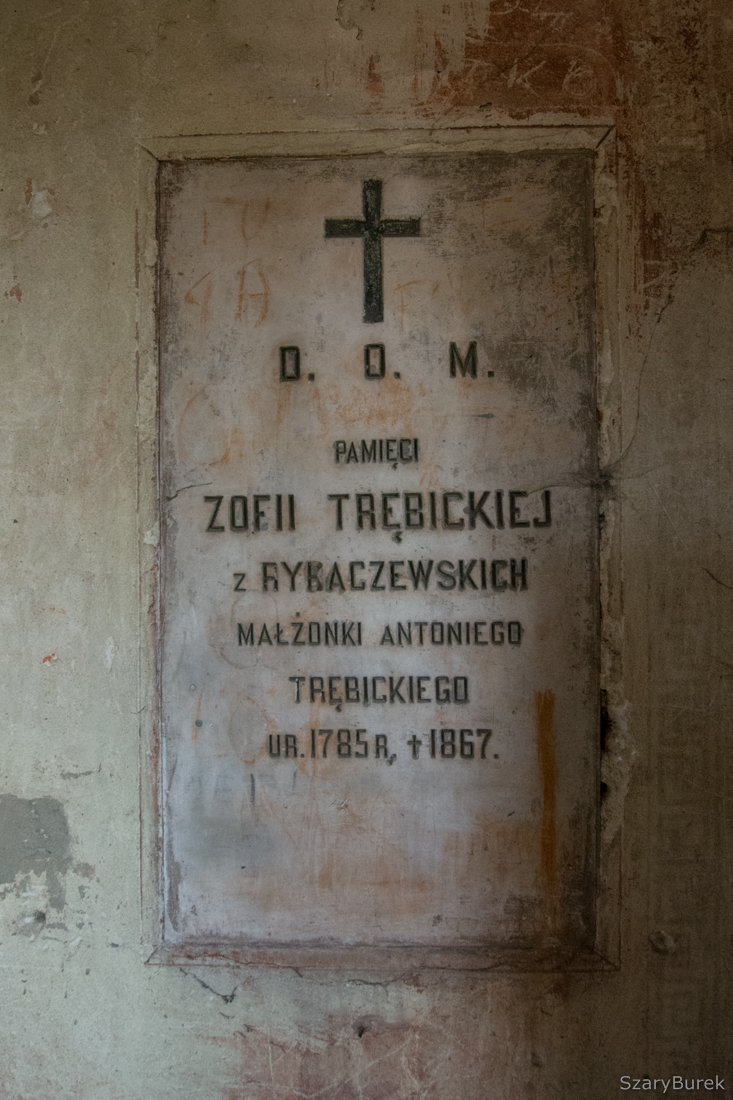 D. O. M.
PAMIĘCI
ZOFII TRĘBICKIEJ
z RYBACZEWSKICH
MAŁŻONKI ANTONIEGO
TRĘBICKIEGO
UR. 1785 R, † 1867.
SzaryBurek